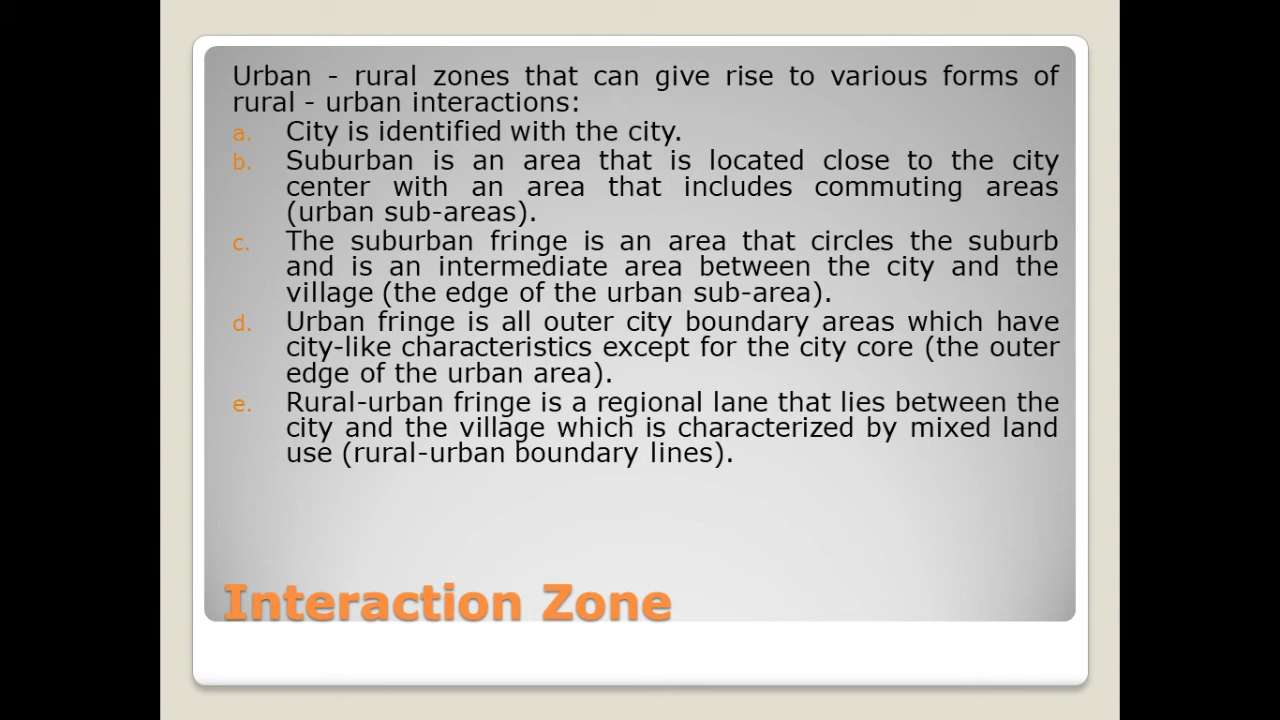 Urban - rural zones that can give rise to various forms of
rural - urban interactions:
a. City is identified with the city.
b. Suburban is an area that is located close to the city
center with an area that includes commuting areas
(urban sub-areas).
c. The suburban fringe is an area that circles the suburb
and is an intermediate area between the city and the
village (the edge of the urban sub-area).
d. Urban fringe is all outer city boundary areas which have
city-like characteristics except for the city core (the outer
edge of the urban area).
e. Rural-urban fringe is a regional lane that lies between the
city and the village which is characterized by mixed land
use (rural-urban boundary lines).
Interaction Zone